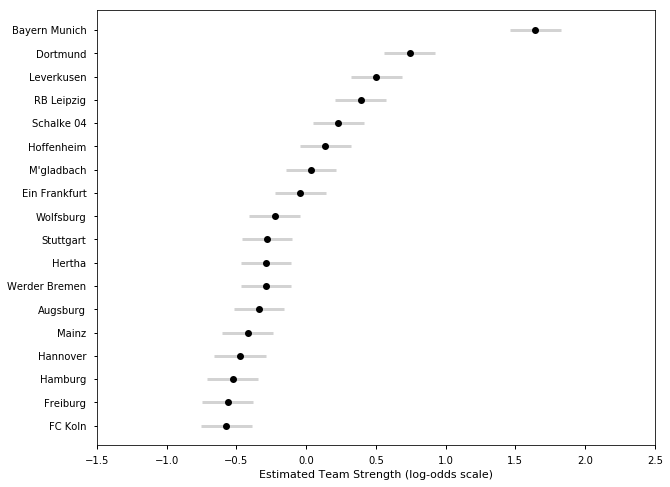 Bayern Munich
Dortmund
Leverkusen
RB Leipzig
Schalke 04
Hoffenheim
M'gladbach
Ein Frankfurt
Wolfsburg
Stuttgart
Hertha
Werder Bremen
Augsburg
Mainz
Hannover
Hamburg
Freiburg
FC Koln
−1.5 −1.0 −0.5 0.0 0.5 1.0 1.5 2.0 2.5
Estimated Team Strength (log-odds scale)